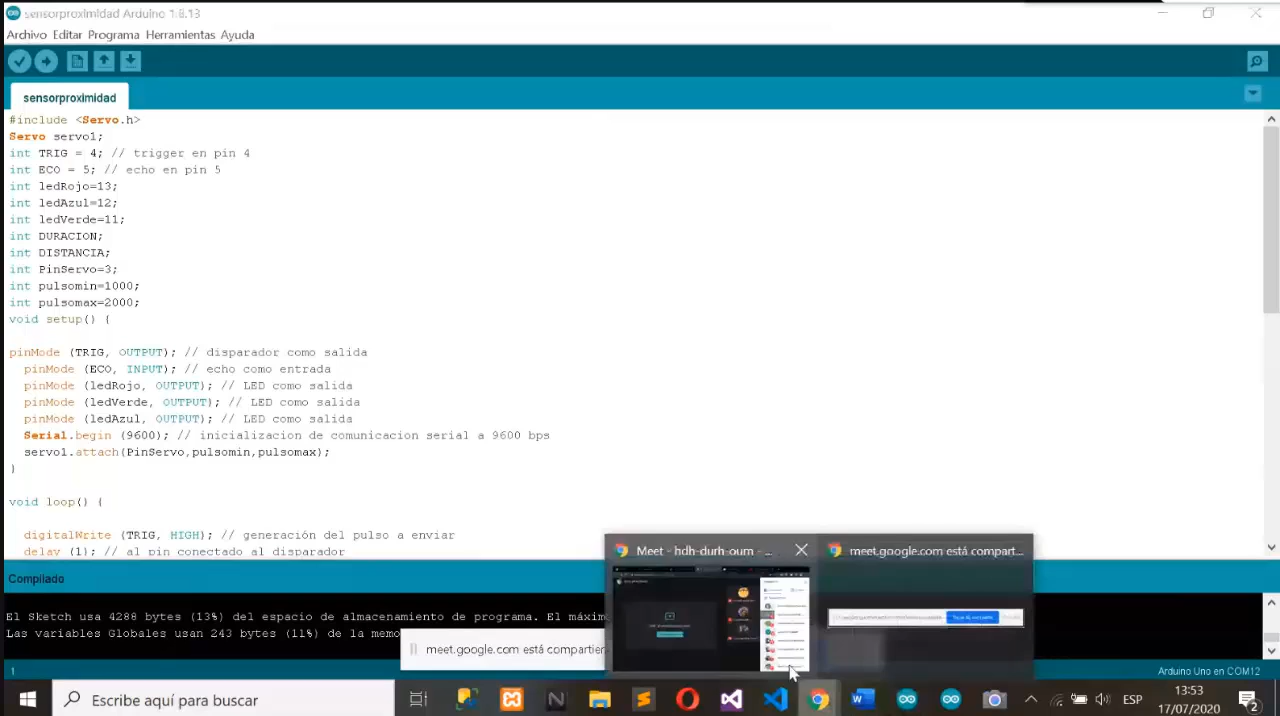 sensorproximidad Arduino 1.8.13
Archivo Editar Programa Herramientas Ayuda
sensorproximidad
#include <Servo.h>
Servo servo1;
int TRIG = 4; // trigger en pin 4
int ECO = 5; // echo en pin 5
int ledRojo=13;
int ledAzul=12;
int ledVerde=11;
int DURACION;
int DISTANCIA;
int PinServo=3;
int pulsomin=1000;
int pulsomax=2000;
void setup() {
pinMode (TRIG, OUTPUT); // disparador como salida
pinMode (ECO, INPUT); // echo como entrada
pinMode (ledRojo, OUTPUT); // LED como salida
pinMode (ledVerde, OUTPUT); // LED como salida
pinMode (ledAzul, OUTPUT); // LED como salida
Serial.begin (9600); // inicializacion de comunicacion serial a 9600 bps
servo1.attach(PinServo,pulsomin,pulsomax);
}
void loop() {
digitalWrite (TRIG, HIGH); // generación del pulso a enviar
delay (1); // al pin conectado al disparador
Meet - hdh-durh-oum - ...
meet.google.com está compart...
Compilado
El Sketch usa 4288 bytes (13%) del espacio de almacenamiento de programa. El máximo
Las variables Globales usan 243 bytes (11%) de la memo
meet.google.com está compartien
1
Arduino Uno en COM12
Escribe aquí para buscar
ESP
13:53
17/07/2020
2